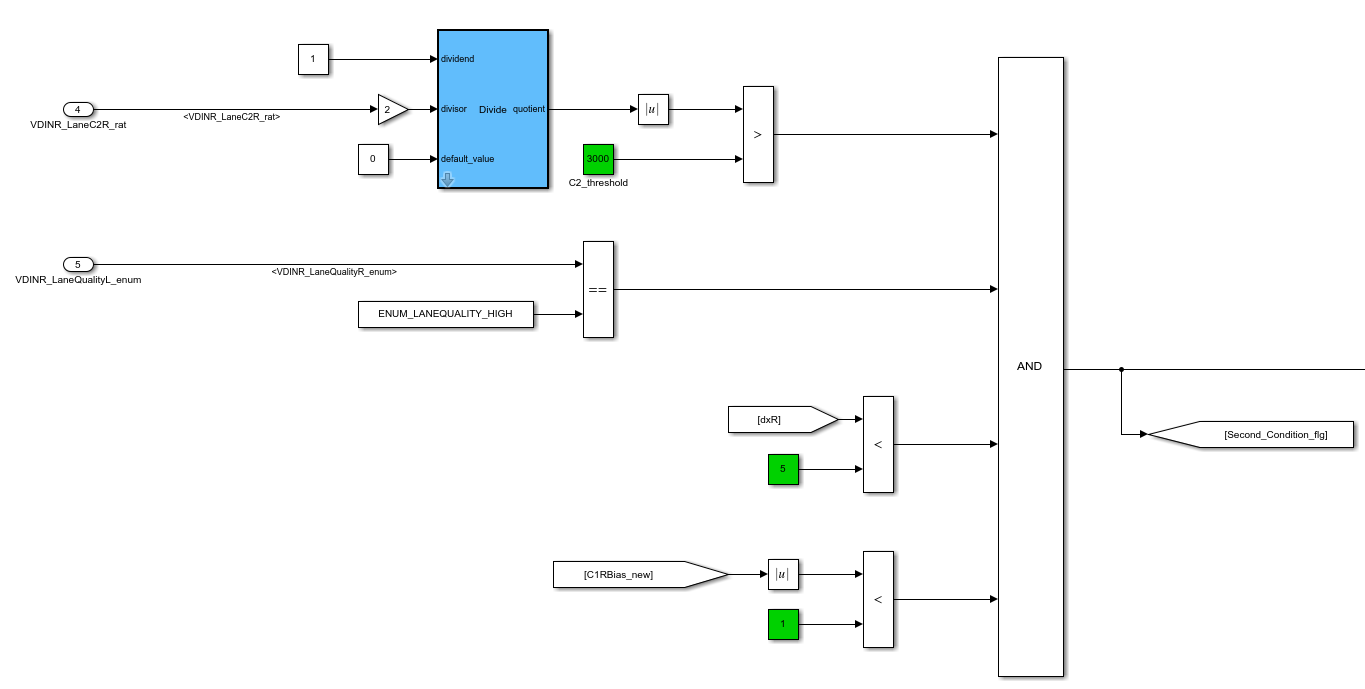 1
dividend
4
VDINR_LaneC2R_rat
<VDINR_LaneC2R_rat>
2
divisor
Divide
quotient
|u|
0
default_value
3000
C2_threshold
>
5
VDINR_LaneQualityL_enum
<VDINR_LaneQualityR_enum>
==
ENUM_LANEQUALITY_HIGH
AND
[dxR]
<
5
[Second_Condition_flg]
[C1RBias_new]
|u|
<
1